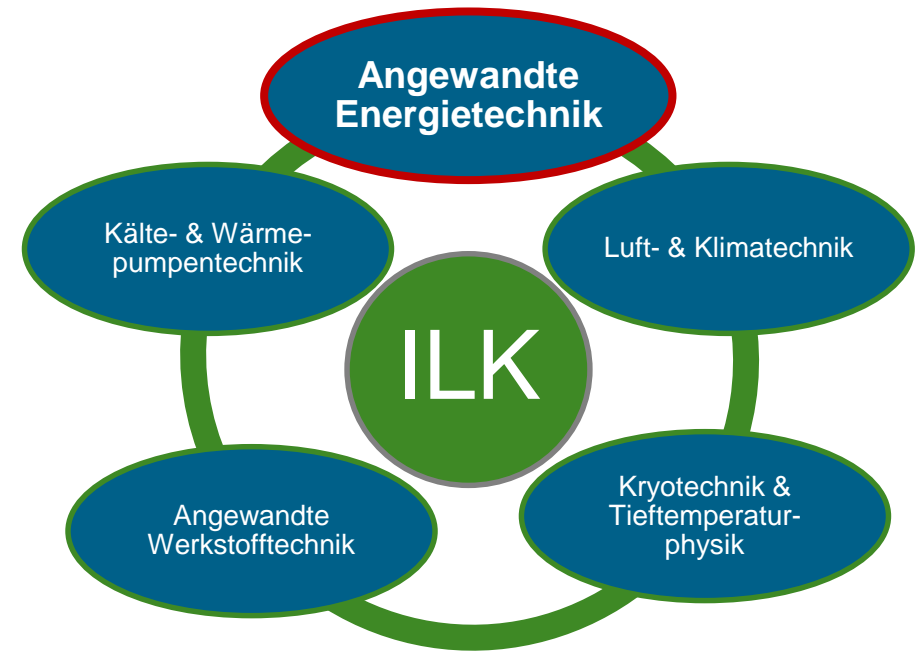 Angewandte
Energietechnik
Kälte- & Wärme-
pumpentechnik
Luft- & Klimatechnik
ILK
Angewandte
Werkstofftechnik
Kryotechnik &
Tieftemperatur-
physik